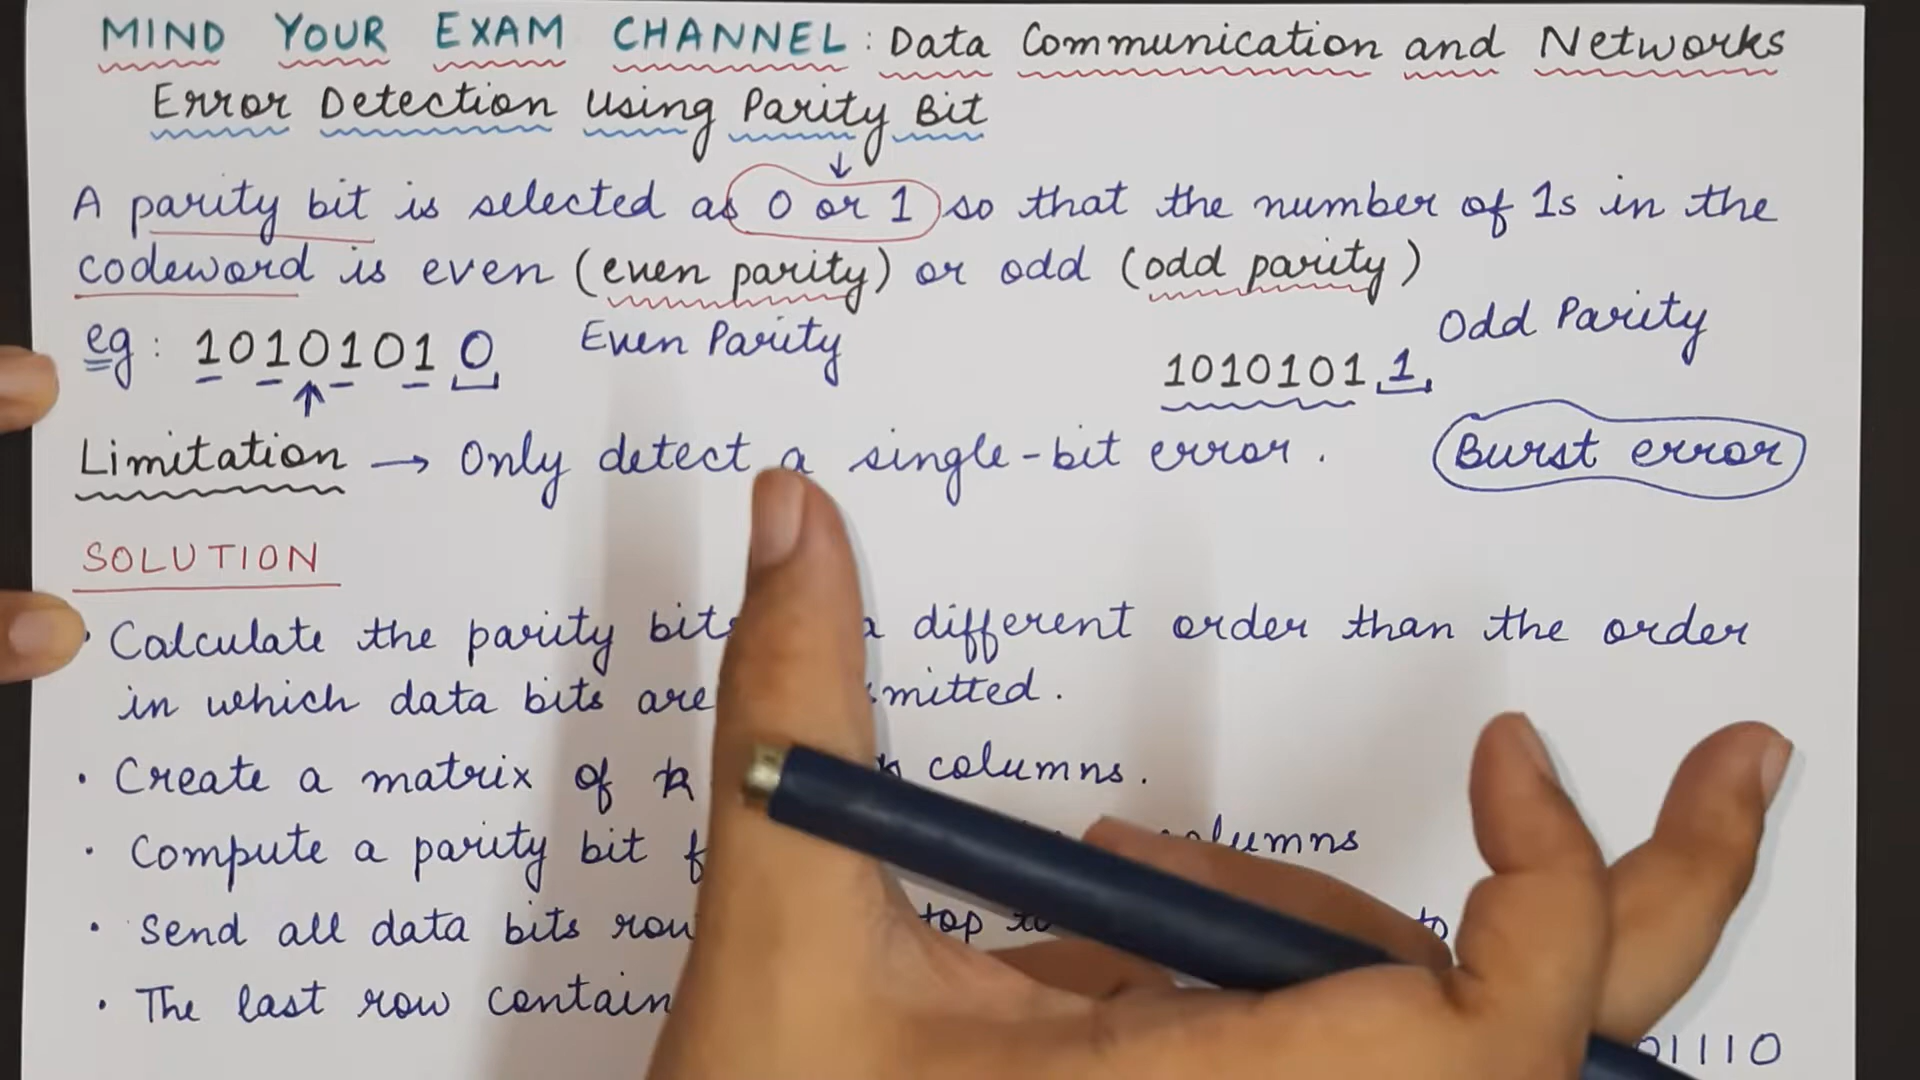 MIND YOUR EXAM CHANNEL : Data Communication and Networks
Error Detection Using Parity Bit
A parity bit is selected as 0 or 1 so that the number of 1s in the
codeword is even (even parity) or odd (odd parity)
eg : 1010101 0 Even Parity 1010101 1 Odd Parity
Limitation → Only detect a single-bit error . Burst error
SOLUTION
• Calculate the parity different order than the order
in which data bits are mitted .
• Create a matrix of columns .
• Compute a parity bit columns
• Send all data bits top
• The last row contain
01110